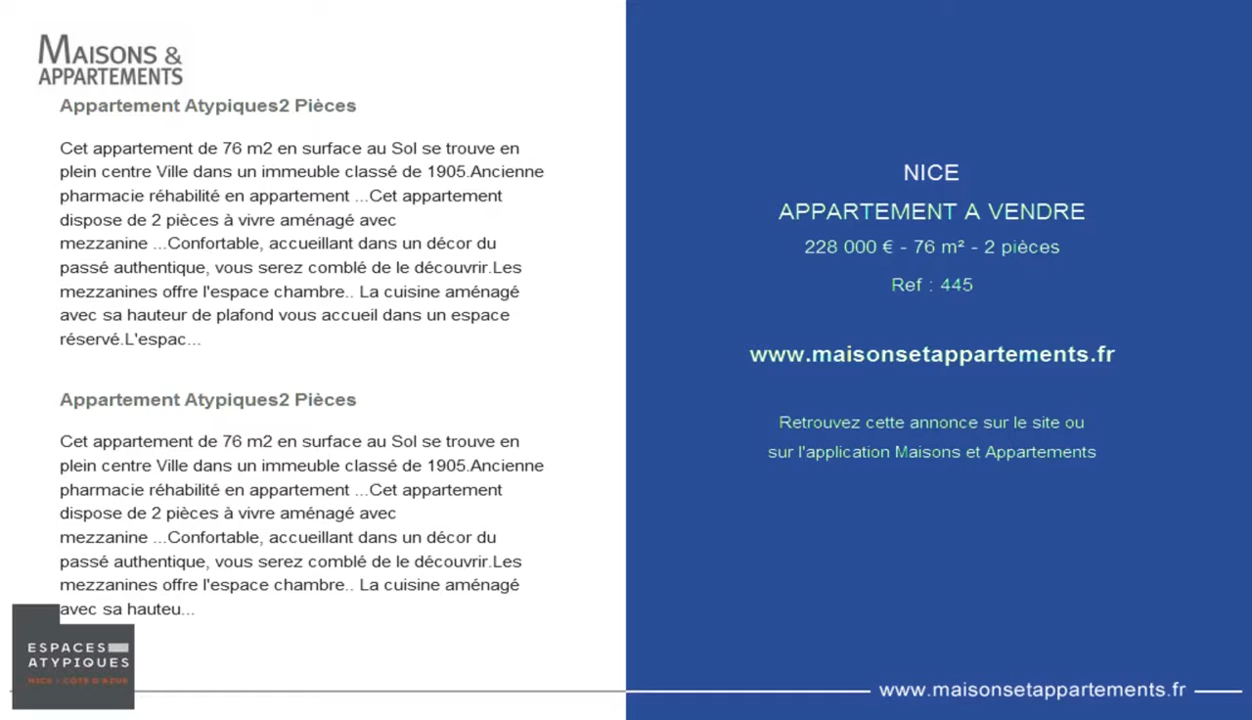 MAISONS &
APPARTEMENTS
Appartement Atypiques2 Pièces
Cet appartement de 76 m2 en surface au Sol se trouve en
plein centre Ville dans un immeuble classé de 1905.Ancienne
pharmacie réhabilité en appartement ...Cet appartement
dispose de 2 pièces à vivre aménagé avec
mezzanine ...Confortable, accueillant dans un décor du
passé authentique, vous serez comblé de le découvrir.Les
mezzanines offre l'espace chambre.. La cuisine aménagé
avec sa hauteur de plafond vous accueil dans un espace
réservé.L'espac...
Appartement Atypiques2 Pièces
Cet appartement de 76 m2 en surface au Sol se trouve en
plein centre Ville dans un immeuble classé de 1905.Ancienne
pharmacie réhabilité en appartement ...Cet appartement
dispose de 2 pièces à vivre aménagé avec
mezzanine ...Confortable, accueillant dans un décor du
passé authentique, vous serez comblé de le découvrir.Les
mezzanines offre l'espace chambre.. La cuisine aménagé
avec sa hauteu...
ESPACES
ATYPIQUES
NICE - CÔTE D'AZUR
NICE
APPARTEMENT A VENDRE
228 000 € - 76 m² - 2 pièces
Ref : 445
www.maisonsetappartements.fr
Retrouvez cette annonce sur le site ou
sur l'application Maisons et Appartements
www.maisonsetappartements.fr